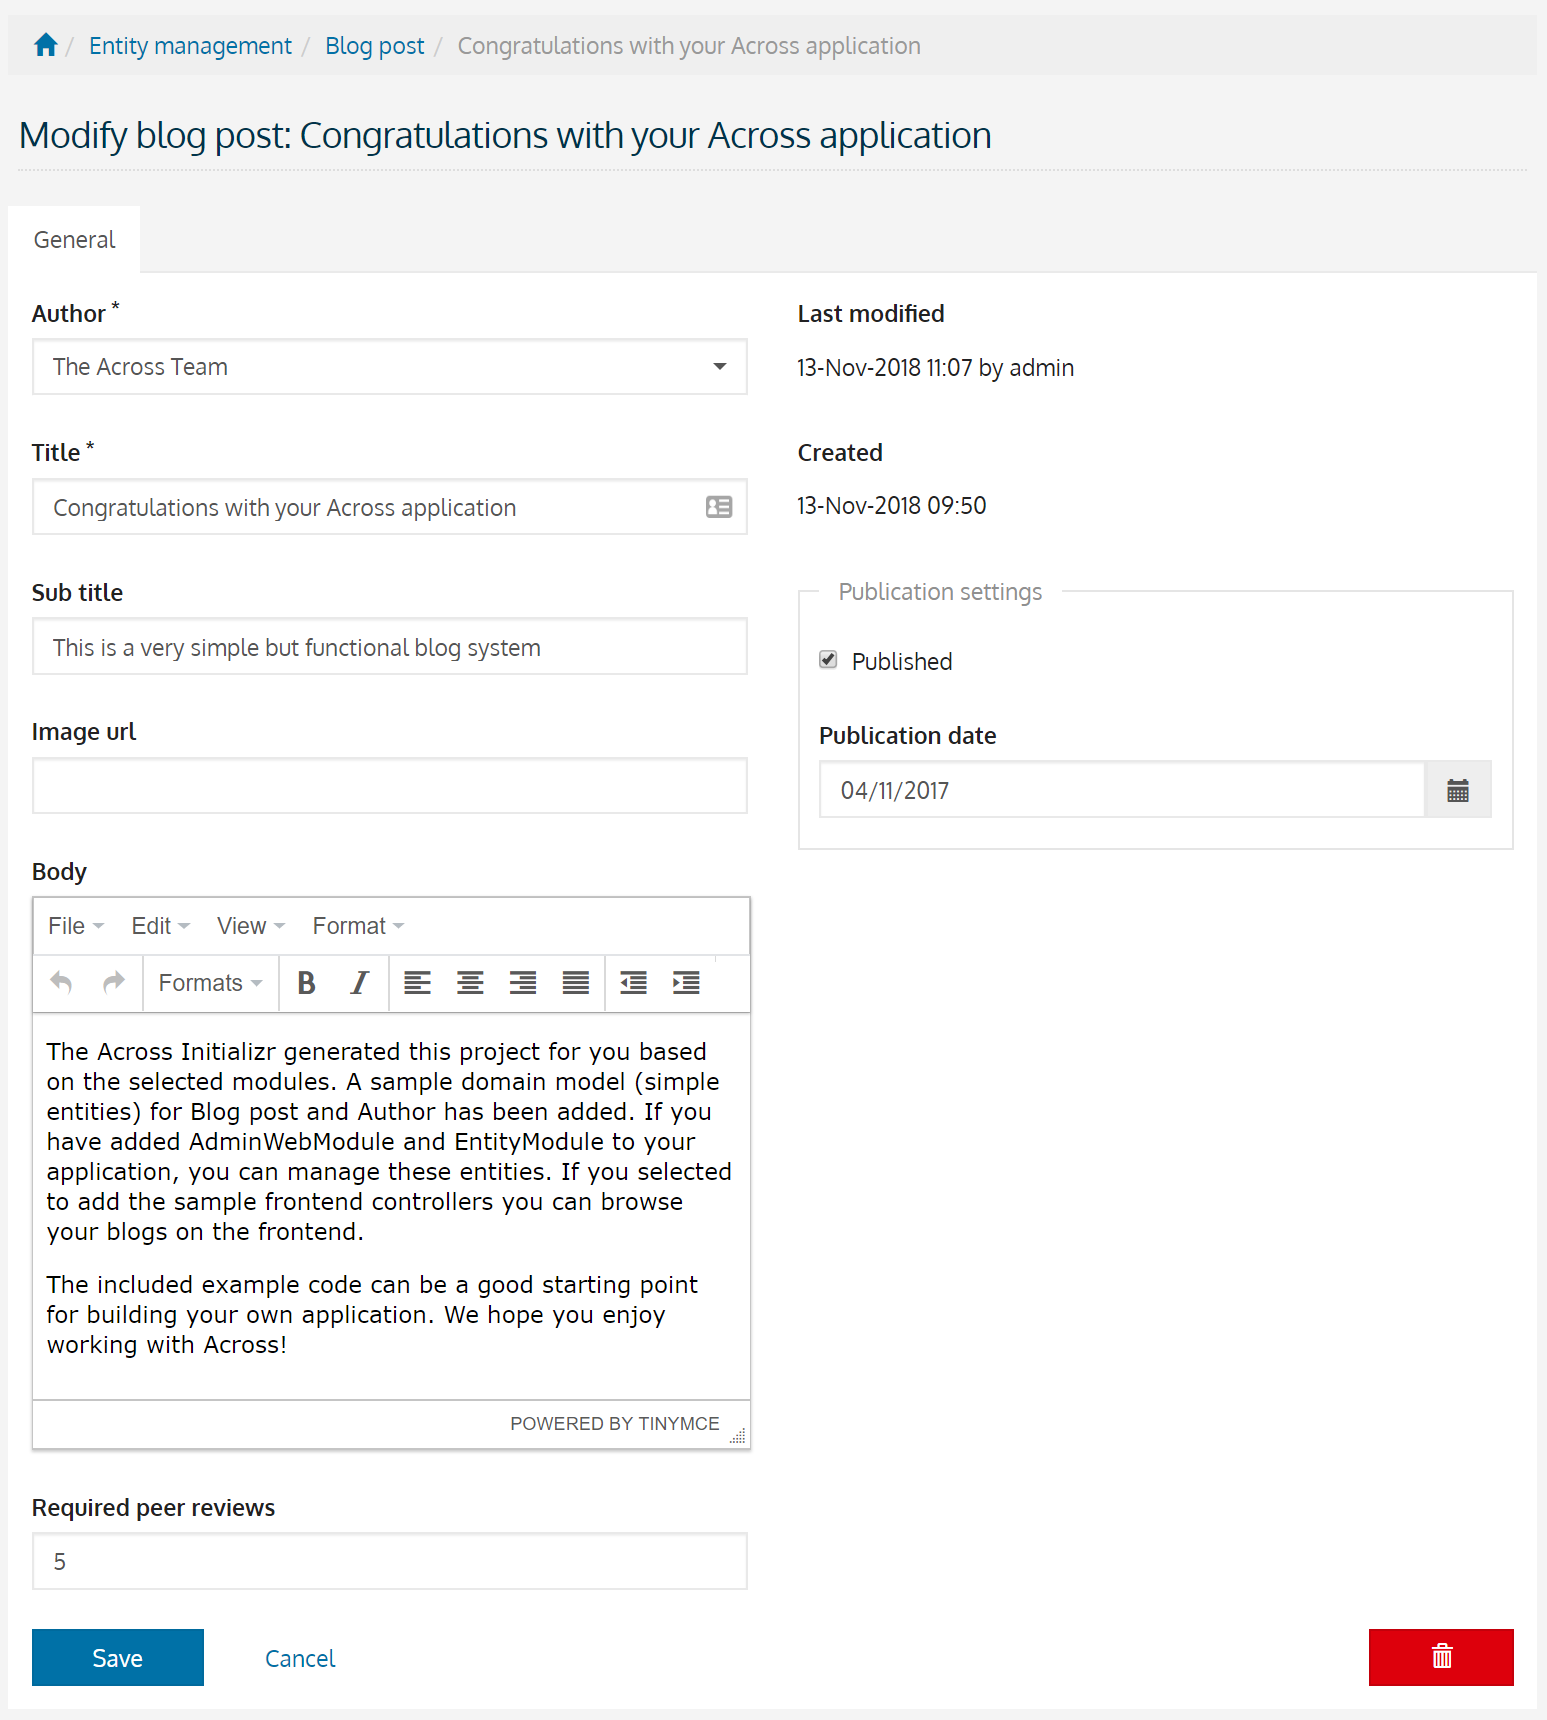 / Entity management / Blog post / Congratulations with your Across application
Modify blog post: Congratulations with your Across application
General
Author *
The Across Team
Title *
Congratulations with your Across application
Sub title
This is a very simple but functional blog system
Image url
Body
File Edit View Format
Formats B I
The Across Initializr generated this project for you based
on the selected modules. A sample domain model (simple
entities) for Blog post and Author has been added. If you
have added AdminWebModule and EntityModule to your
application, you can manage these entities. If you selected
to add the sample frontend controllers you can browse
your blogs on the frontend.
The included example code can be a good starting point
for building your own application. We hope you enjoy
working with Across!
POWERED BY TINYMCE
Required peer reviews
5
Save Cancel
Last modified
13-Nov-2018 11:07 by admin
Created
13-Nov-2018 09:50
Publication settings
Published
Publication date
04/11/2017